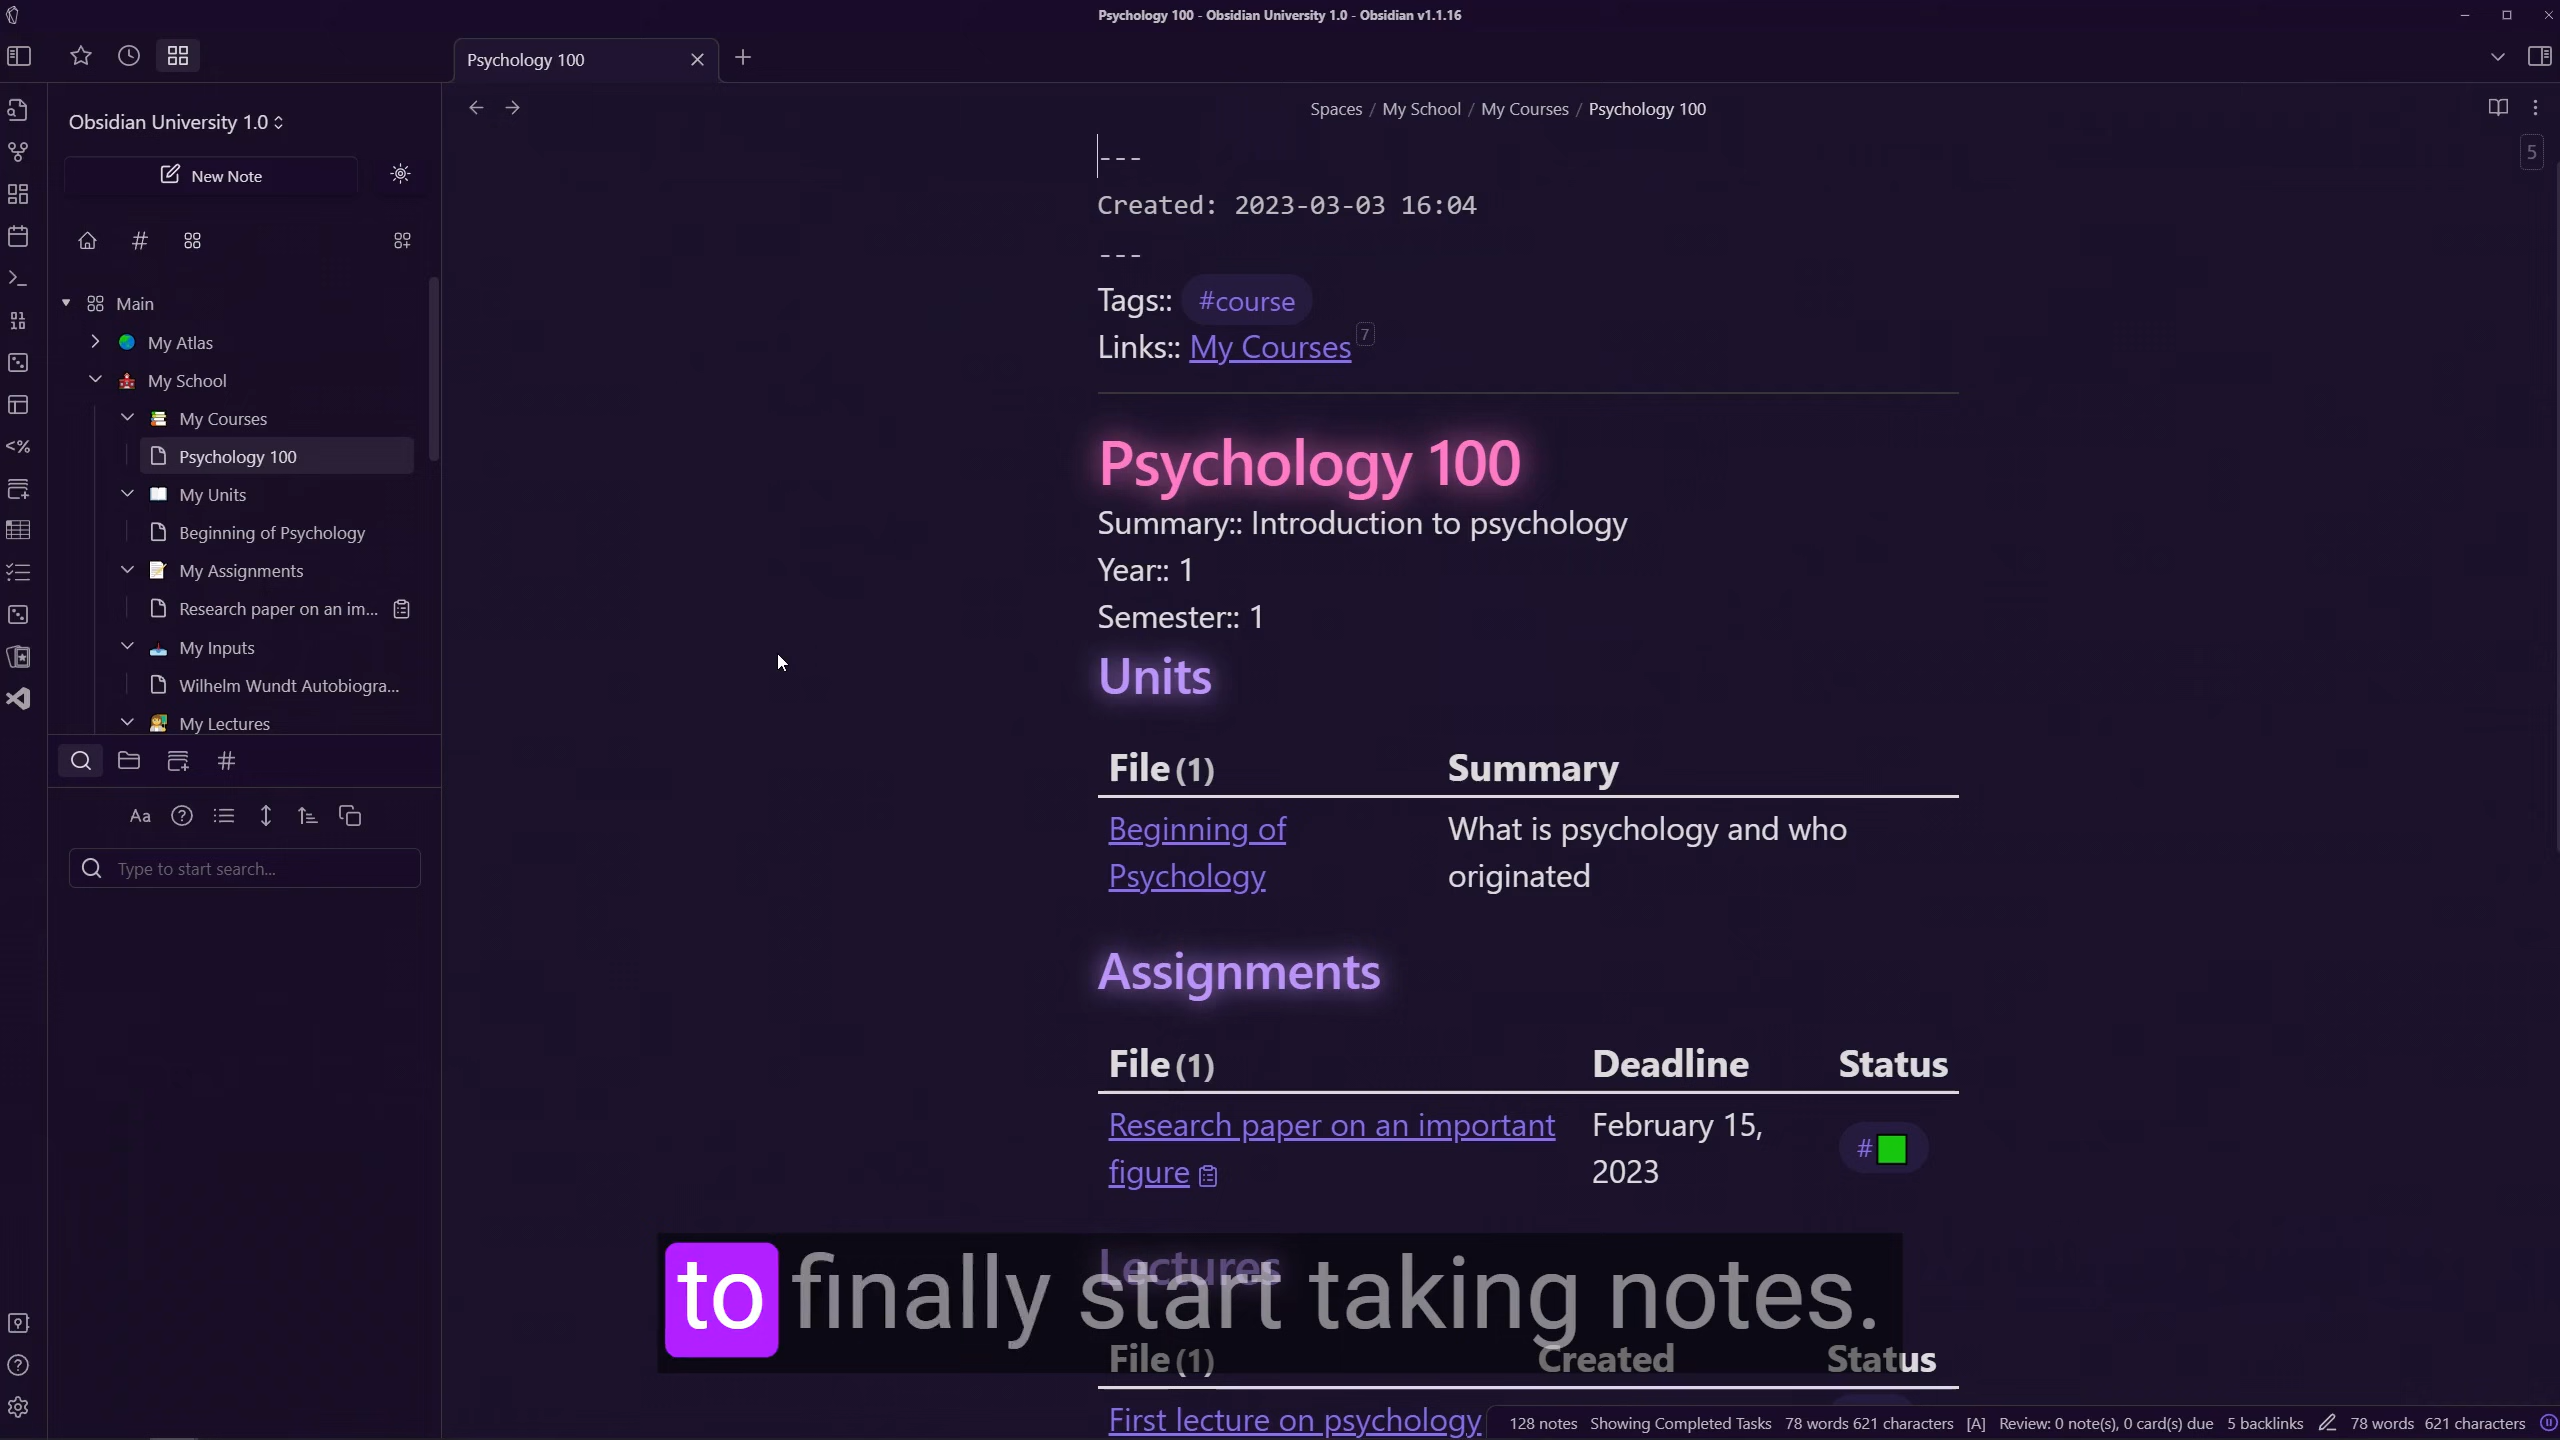 Psychology 100 - Obsidian University 1.0 - Obsidian v1.1.16
Psychology 100
Obsidian University 1.0
New Note
Main
My Atlas
My School
My Courses
Psychology 100
My Units
Beginning of Psychology
My Assignments
Research paper on an im...
My Inputs
Wilhelm Wundt Autobiogra...
My Lectures
Aa
Type to start search...
Spaces / My School / My Courses / Psychology 100
5
---
Created: 2023-03-03 16:04
---
Tags:: #course
Links:: My Courses 7
Psychology 100
Summary:: Introduction to psychology
Year:: 1
Semester:: 1
Units
File (1) Summary
Beginning of Psychology What is psychology and who originated
Assignments
File (1) Deadline Status
Research paper on an important figure February 15, 2023 #
Lectures
to finally start taking notes.
File (1) Created Status
First lecture on psychology
128 notes Showing Completed Tasks 78 words 621 characters [A] Review: 0 note(s), 0 card(s) due 5 backlinks 78 words 621 characters